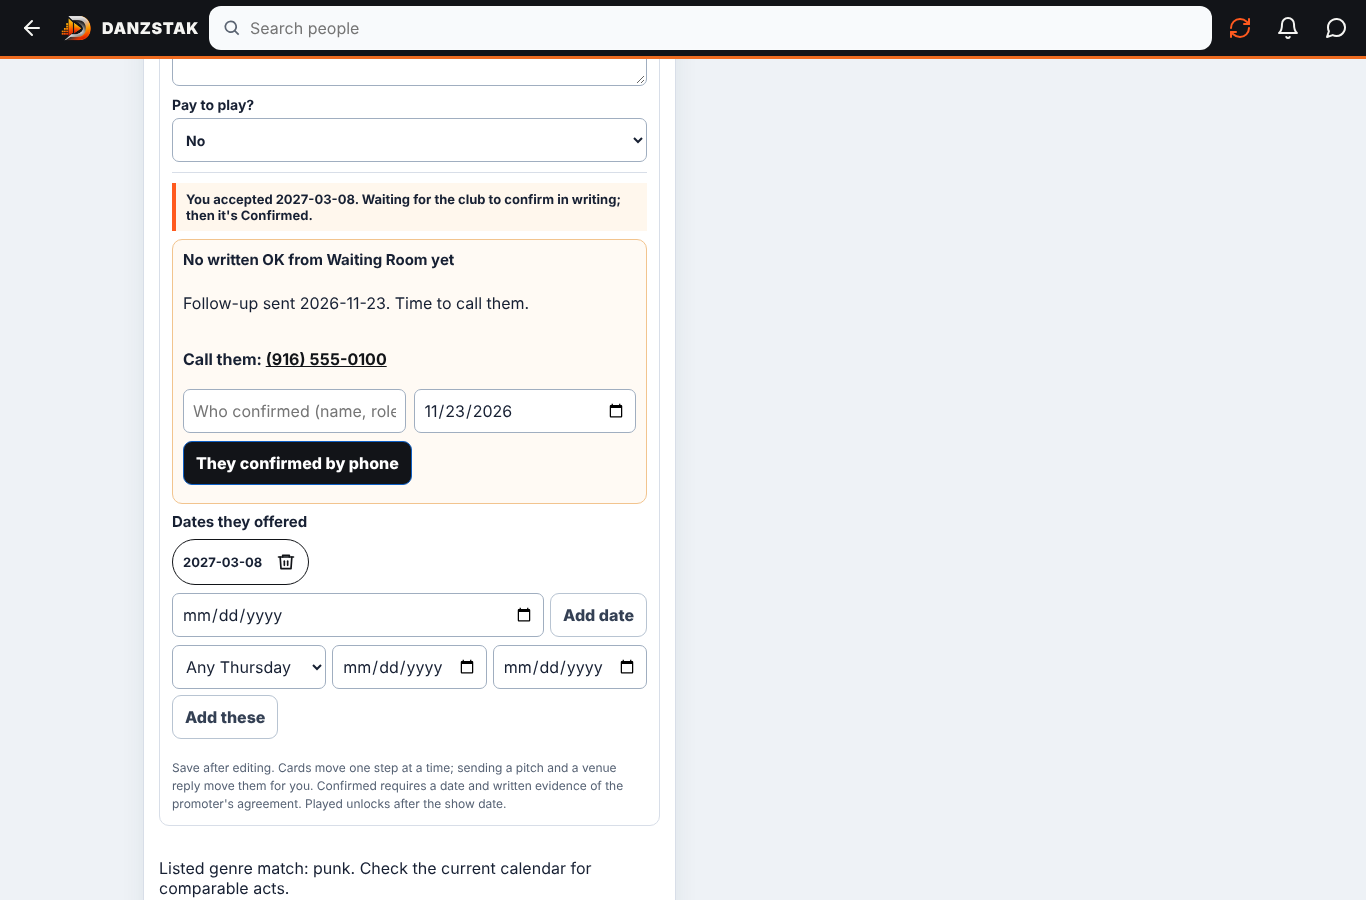 DANZSTAK
Search people
Pay to play?
No
You accepted 2027-03-08. Waiting for the club to confirm in writing;
then it's Confirmed.
No written OK from Waiting Room yet
Follow-up sent 2026-11-23. Time to call them.
Call them: (916) 555-0100
Who confirmed (name, role
11/23/2026
They confirmed by phone
Dates they offered
2027-03-08
mm/dd/yyyy
Add date
Any Thursday
mm/dd/yyyy
mm/dd/yyyy
Add these
Save after editing. Cards move one step at a time; sending a pitch and a venue
reply move them for you. Confirmed requires a date and written evidence of the
promoter's agreement. Played unlocks after the show date.
Listed genre match: punk. Check the current calendar for
comparable acts.